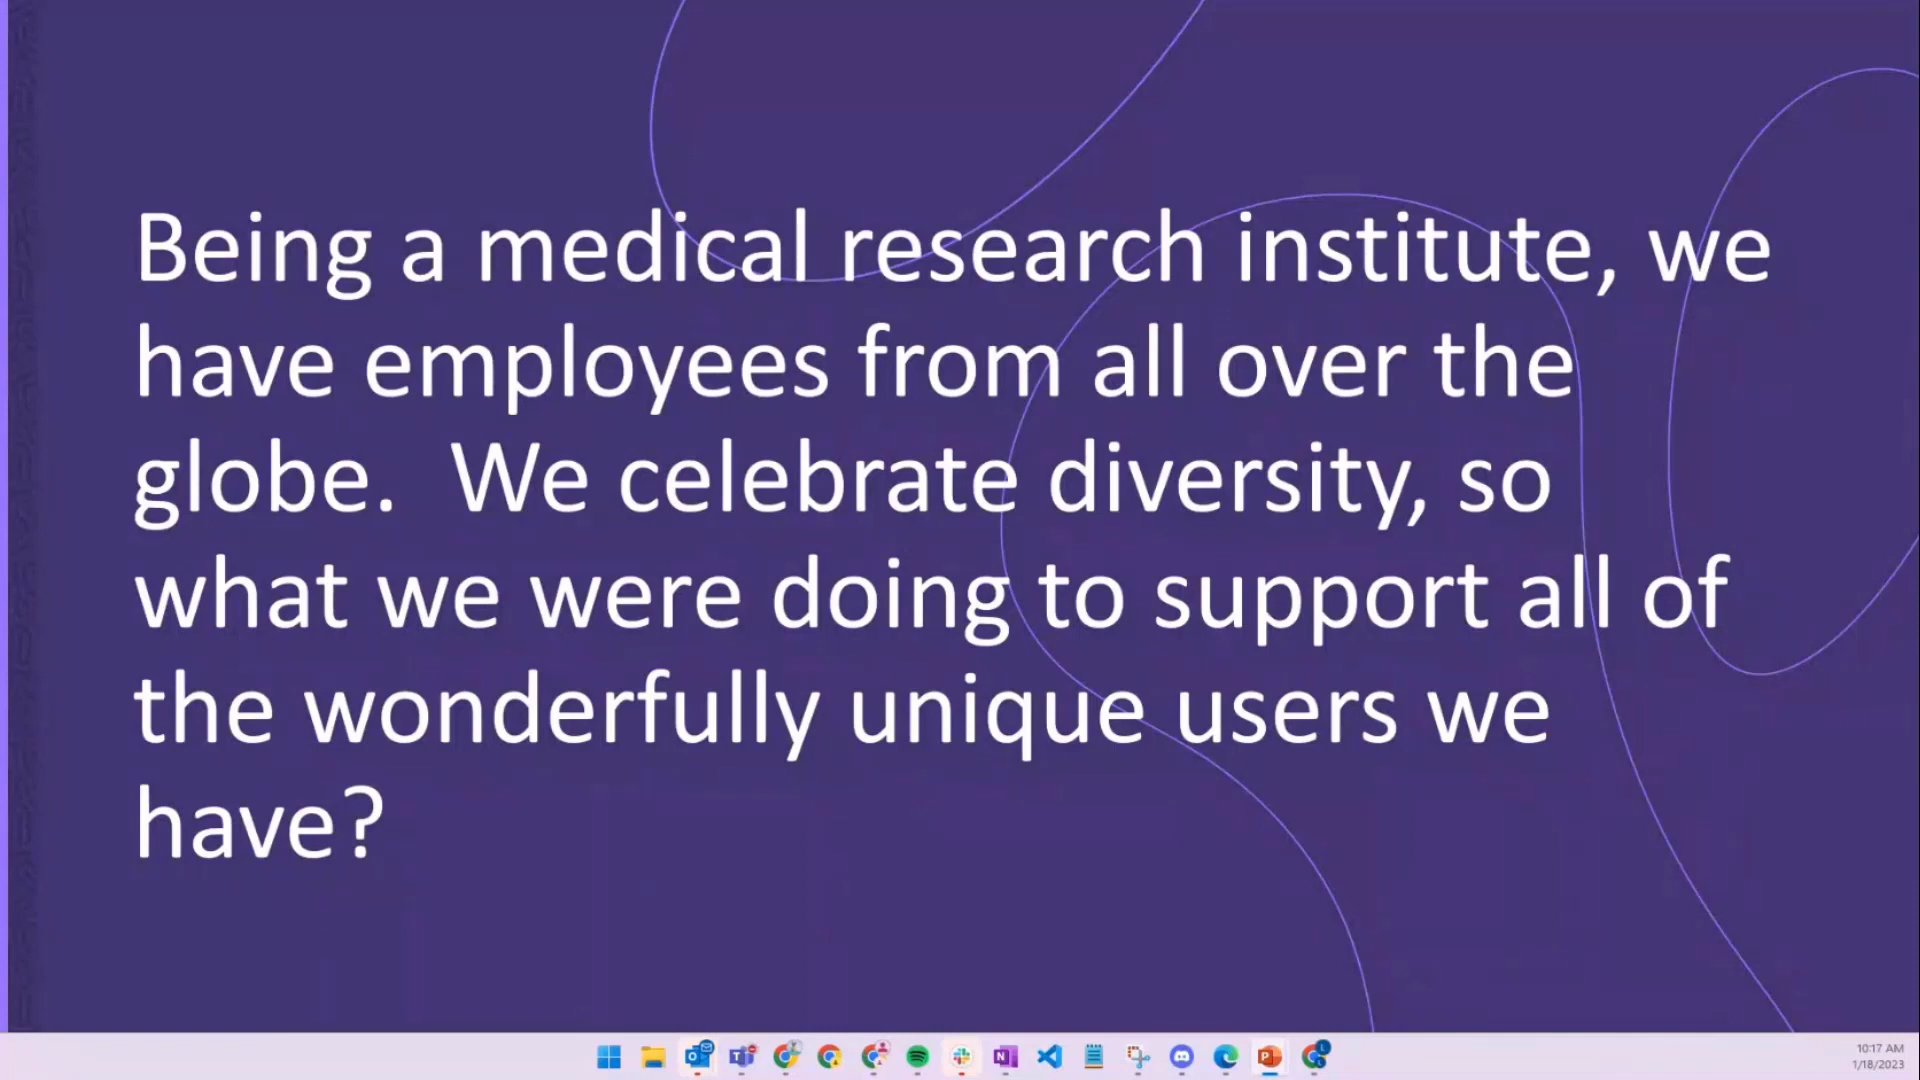 Being a medical research institute, we
have employees from all over the
globe.  We celebrate diversity, so
what we were doing to support all of
the wonderfully unique users we
have?
10:17 AM
1/18/2023